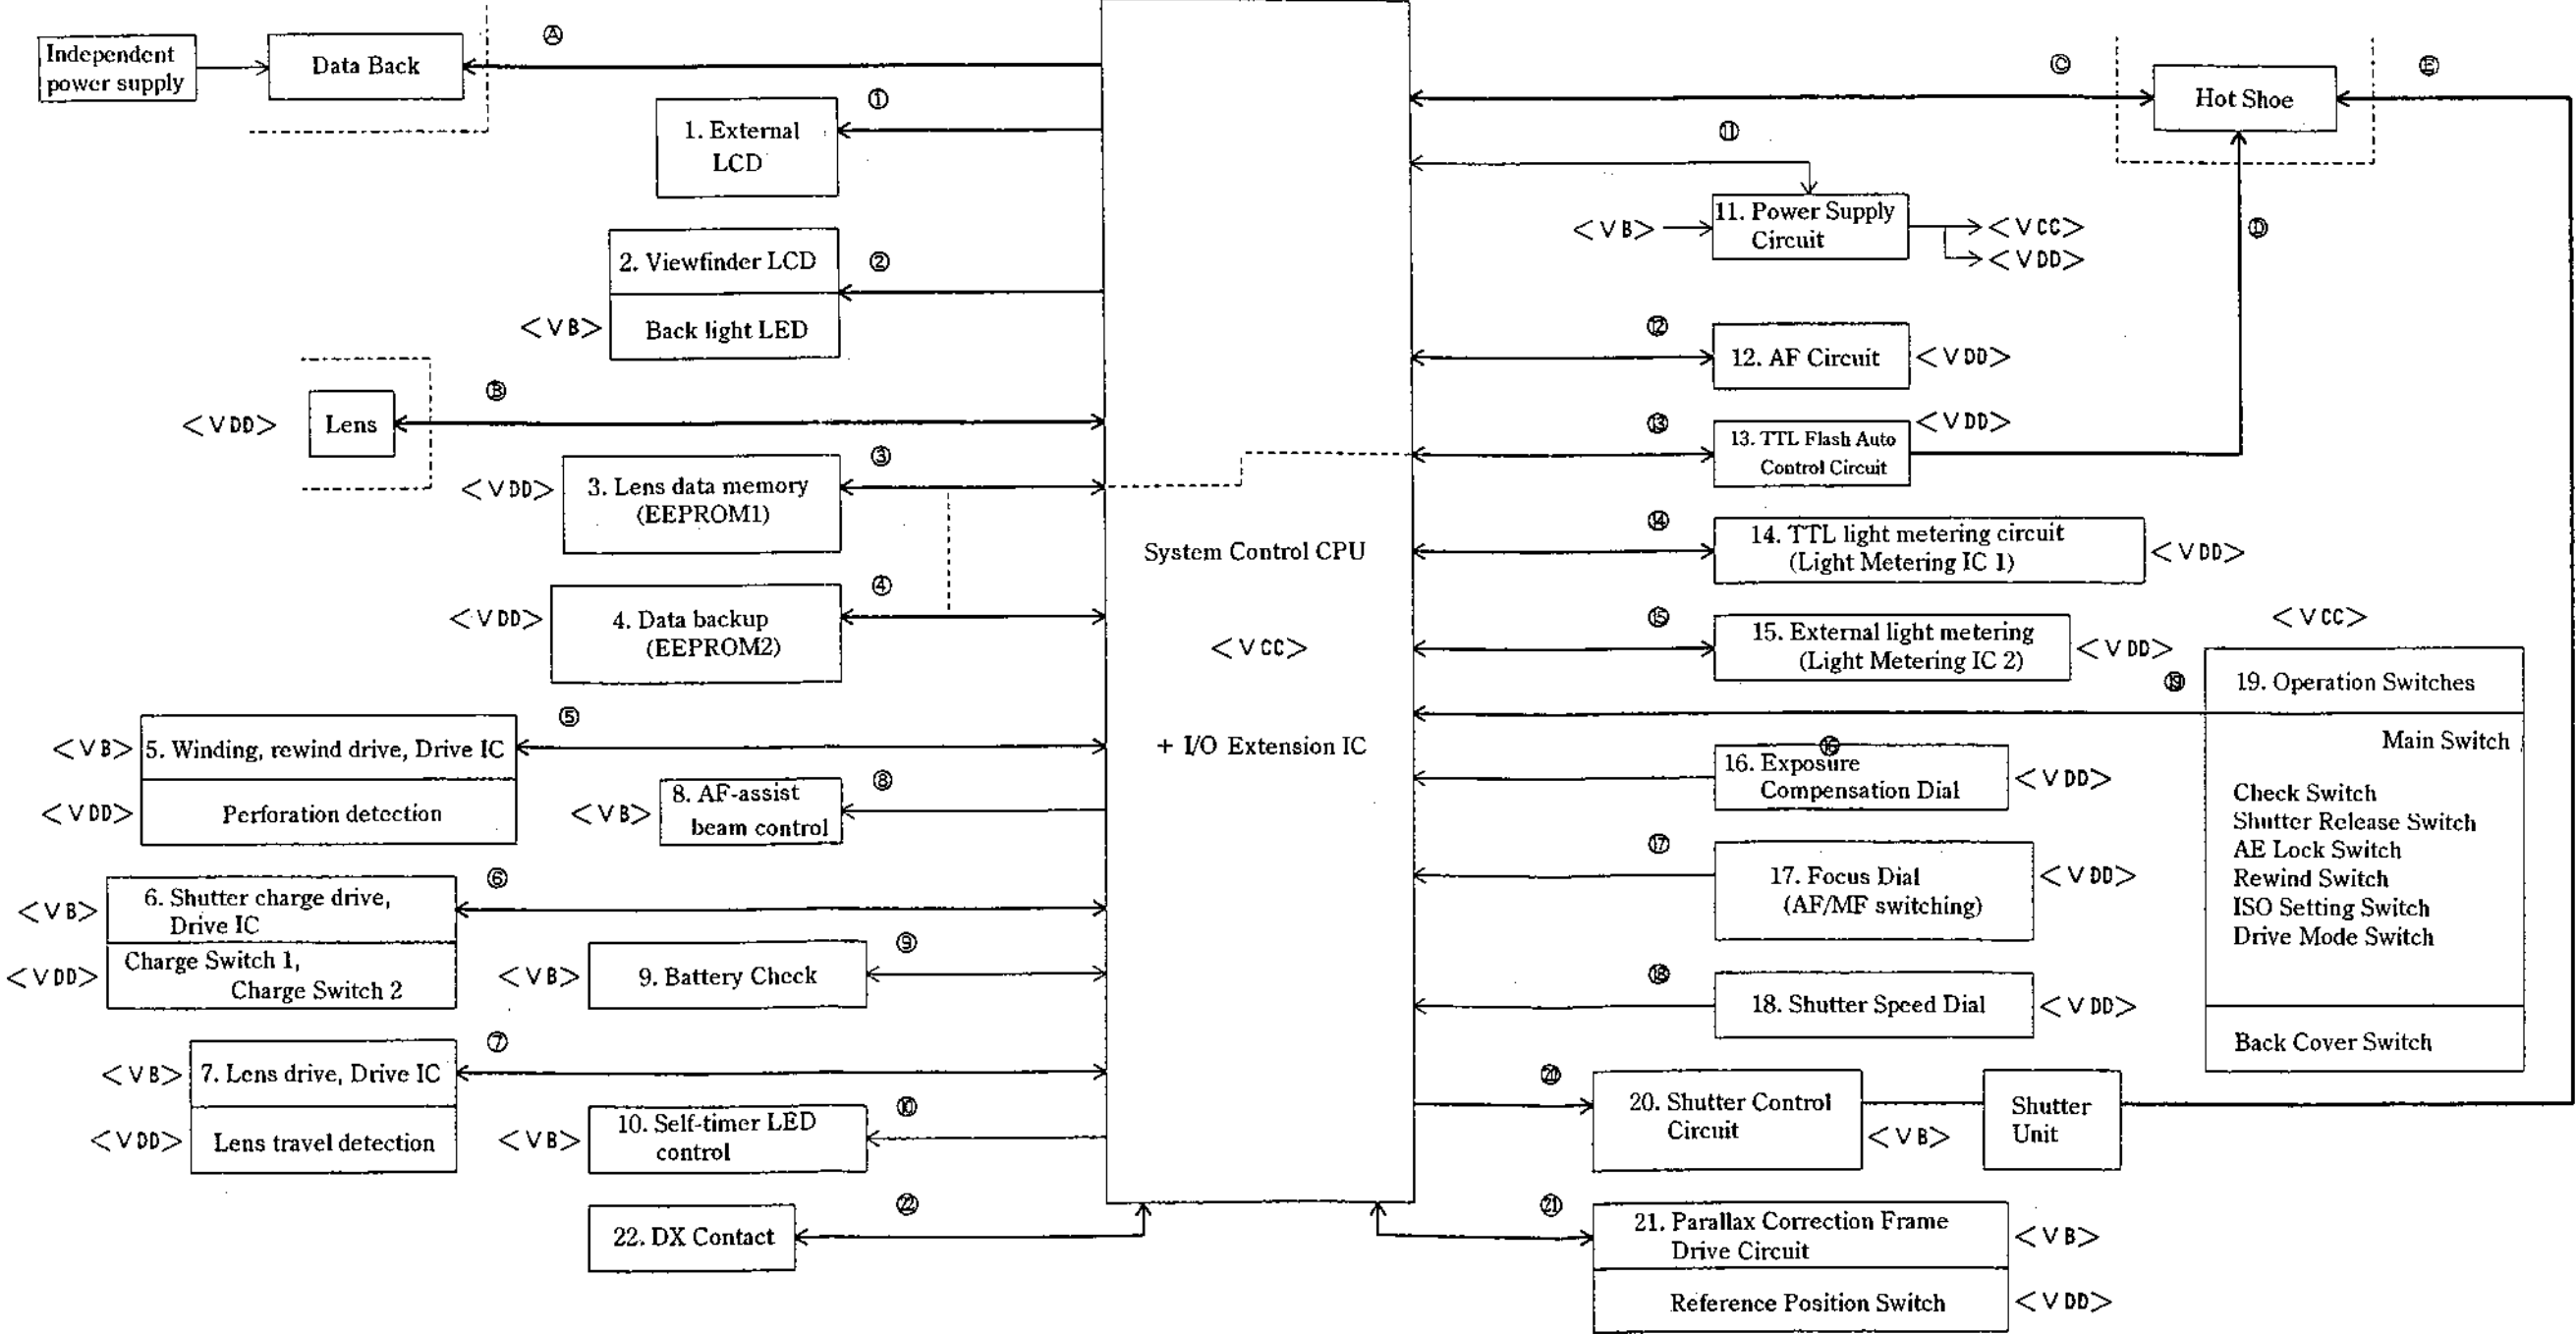 Independent
power supply
Data Back
Ⓐ
1. External
LCD
①
2. Viewfinder LCD
②
<VB>
Back light LED
Ⓑ
<VDD>
Lens
③
<VDD>
3. Lens data memory
(EEPROM1)
④
<VDD>
4. Data backup
(EEPROM2)
⑤
<VB>
5. Winding, rewind drive, Drive IC
<VDD>
Perforation detection
⑧
<VB>
8. AF-assist
beam control
⑥
<VB>
6. Shutter charge drive,
Drive IC
<VDD>
Charge Switch 1,
Charge Switch 2
⑨
<VB>
9. Battery Check
⑦
<VB>
7. Lens drive, Drive IC
<VDD>
Lens travel detection
⑩
<VB>
10. Self-timer LED
control
㉒
22. DX Contact
System Control CPU
<VCC>
+ I/O Extension IC
Ⓒ
Hot Shoe
Ⓔ
Ⓓ
⑪
<VB>
11. Power Supply
Circuit
<VCC>
<VDD>
⑫
12. AF Circuit
<VDD>
⑬
13. TTL Flash Auto
Control Circuit
<VDD>
⑭
14. TTL light metering circuit
(Light Metering IC 1)
<VDD>
⑮
15. External light metering
(Light Metering IC 2)
<VDD>
⑯
16. Exposure
Compensation Dial
<VDD>
⑰
17. Focus Dial
(AF/MF switching)
<VDD>
⑱
18. Shutter Speed Dial
<VDD>
<VCC>
⑲
19. Operation Switches
Main Switch
Check Switch
Shutter Release Switch
AE Lock Switch
Rewind Switch
ISO Setting Switch
Drive Mode Switch
Back Cover Switch
⑳
20. Shutter Control
Circuit
<VB>
Shutter
Unit
㉑
21. Parallax Correction Frame
Drive Circuit
<VB>
Reference Position Switch
<VDD>